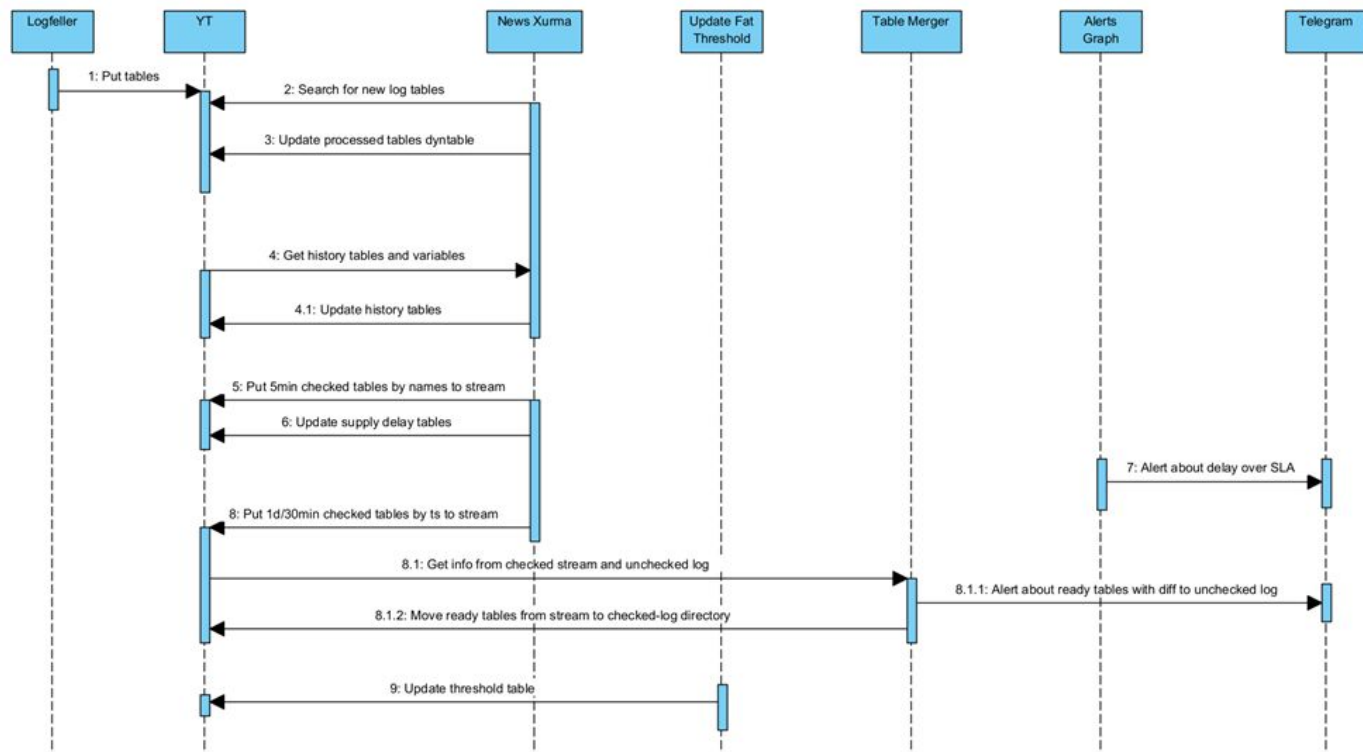 Logfeller
YT
News Xurma
Update Fat
Threshold
Table Merger
Alerts
Graph
Telegram
1: Put tables
2: Search for new log tables
3: Update processed tables dyntable
4: Get history tables and variables
4.1: Update history tables
5: Put 5min checked tables by names to stream
6: Update supply delay tables
7: Alert about delay over SLA
8: Put 1d/30min checked tables by ts to stream
8.1: Get info from checked stream and unchecked log
8.1.1: Alert about ready tables with diff to unchecked log
8.1.2: Move ready tables from stream to checked-log directory
9: Update threshold table